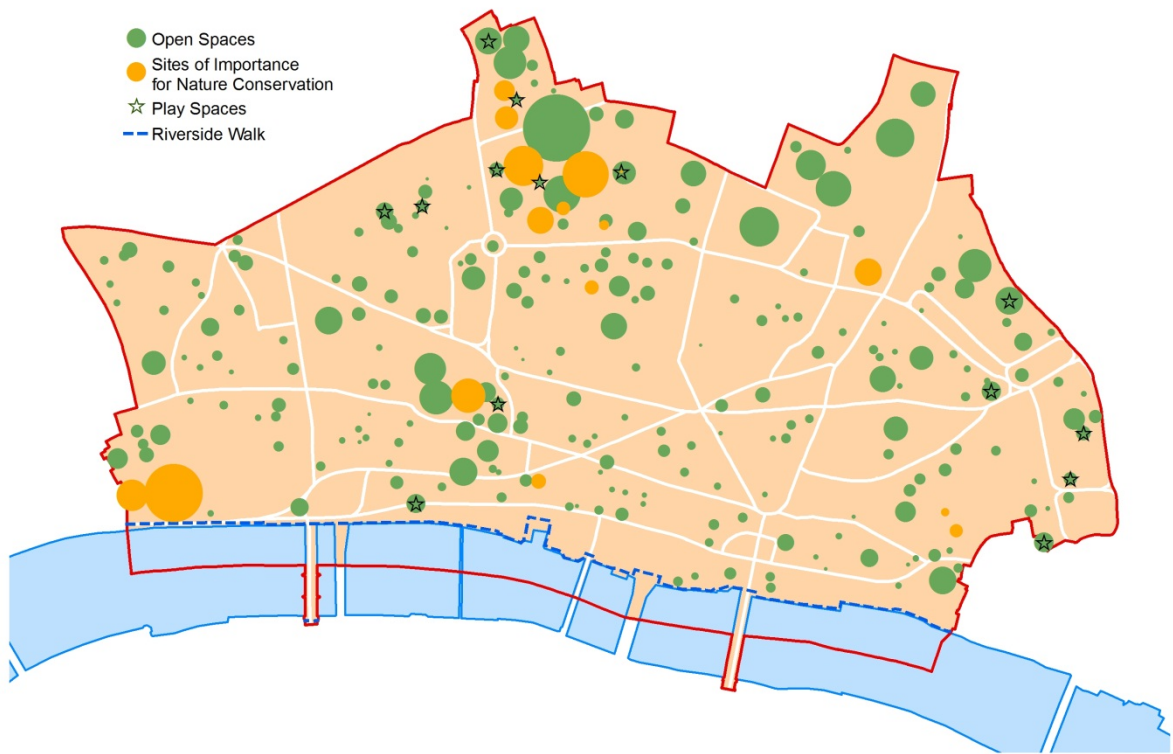 Open Spaces
Sites of Importance
for Nature Conservation
Play Spaces
Riverside Walk